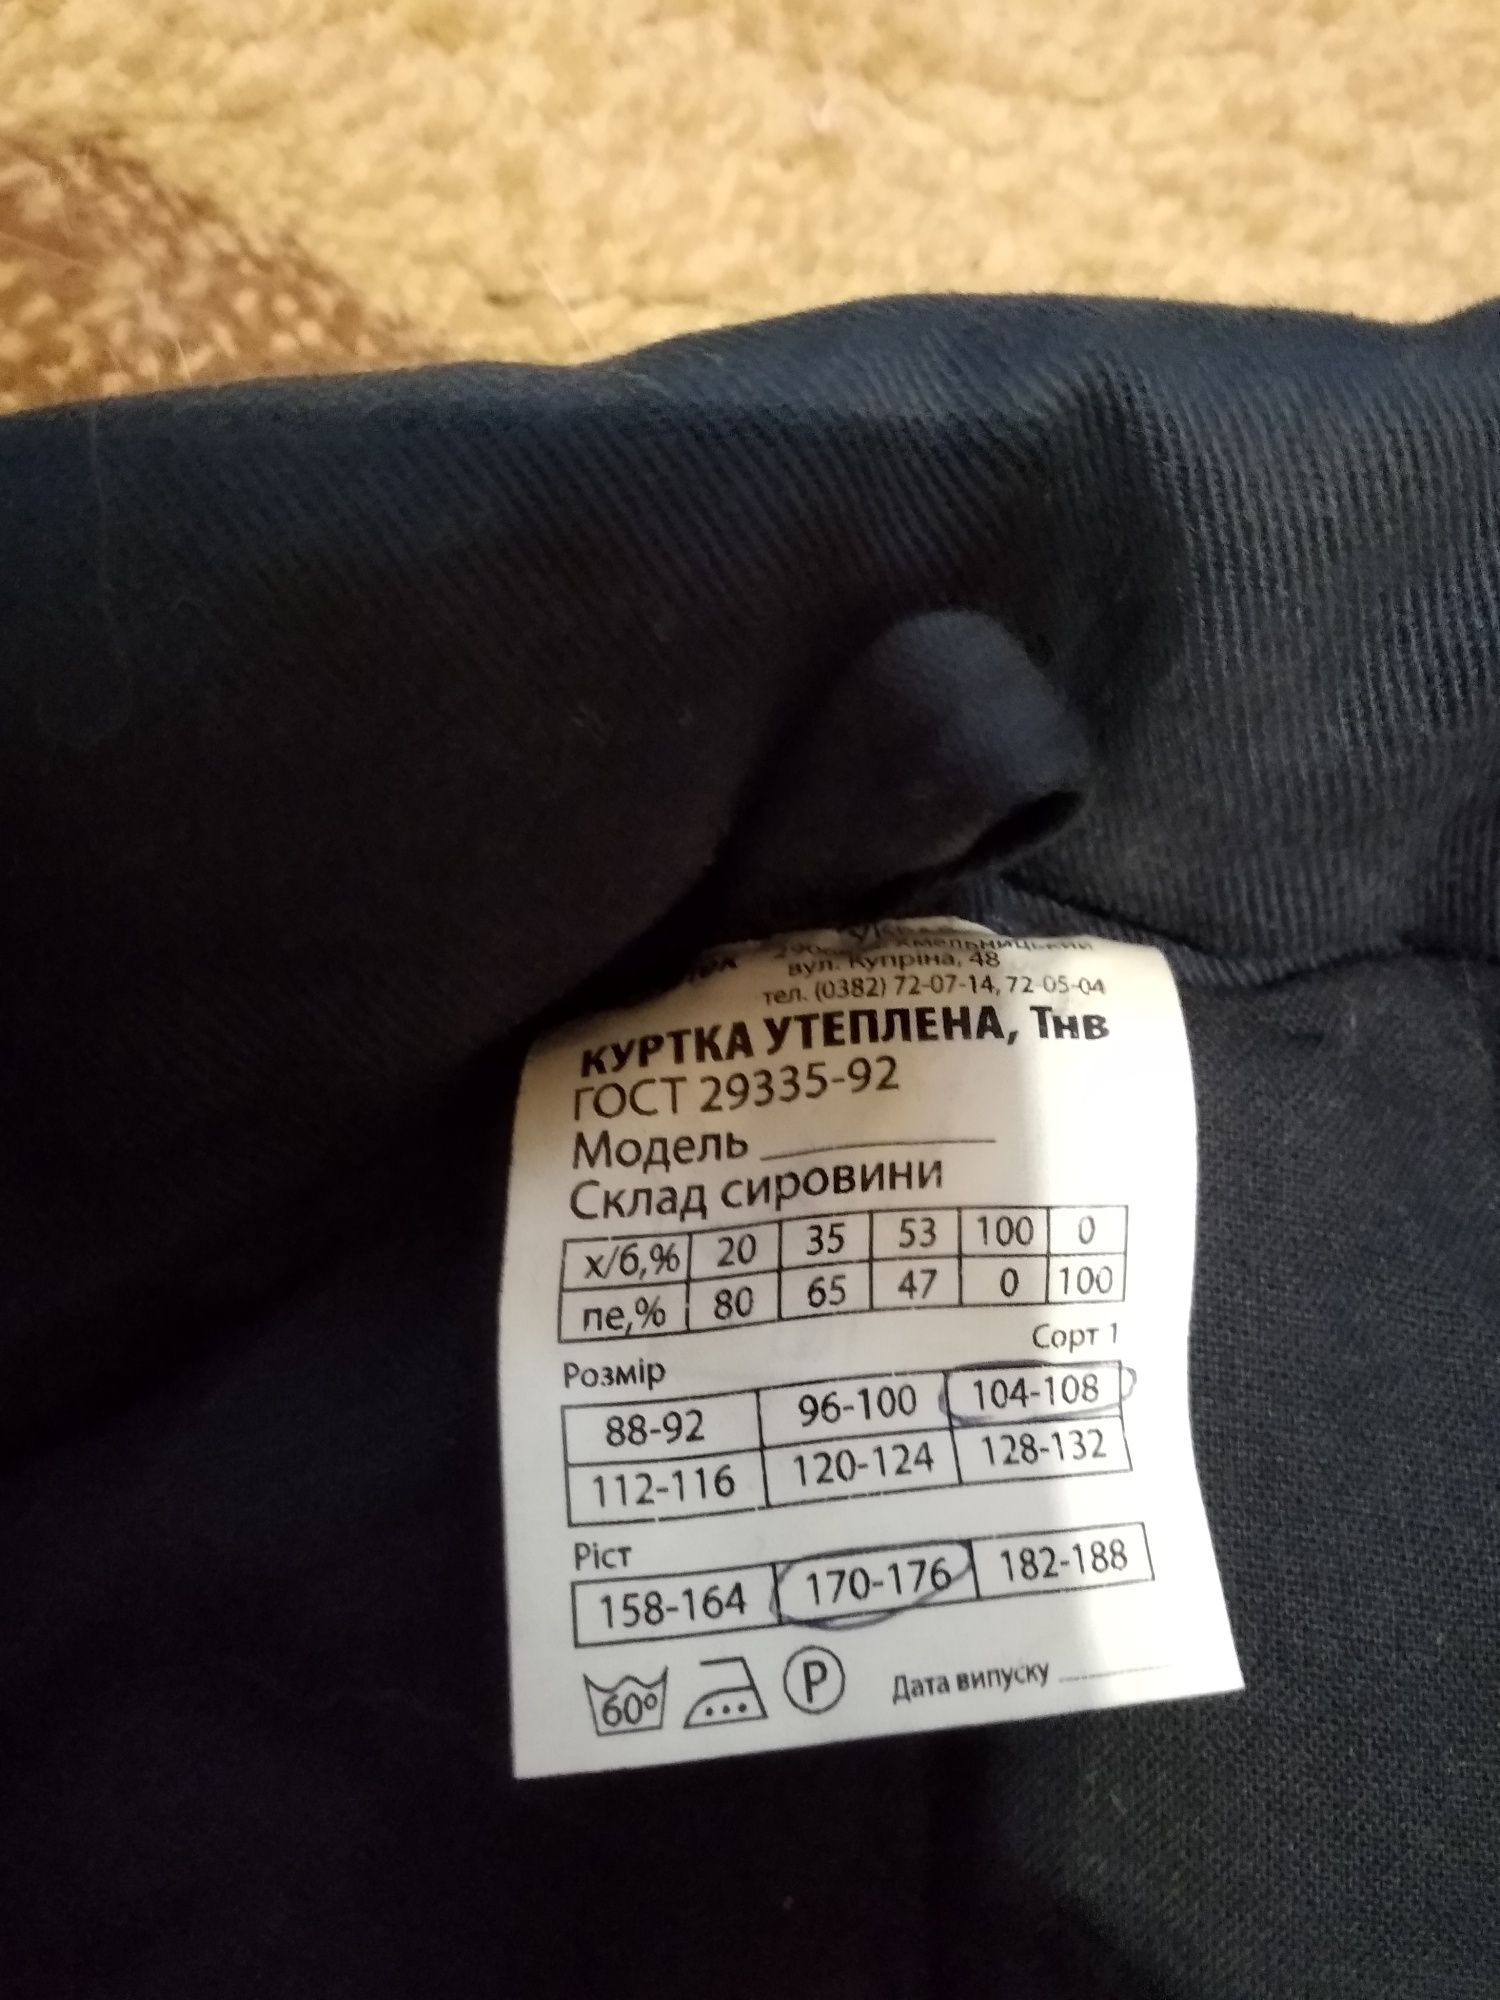 Хмельницький
вул. Купріна, 48
тел. (0382) 72-07-14, 72-05-04
КУРТКА УТЕПЛЕНА, Тнв
ГОСТ 29335-92
Модель
Склад сировини
х/б,% 20 35 53 100 0
пе,% 80 65 47 0 100
Сорт 1
Розмір
88-92 96-100 104-108
112-116 120-124 128-132
Ріст
158-164 170-176 182-188
60° P Дата випуску